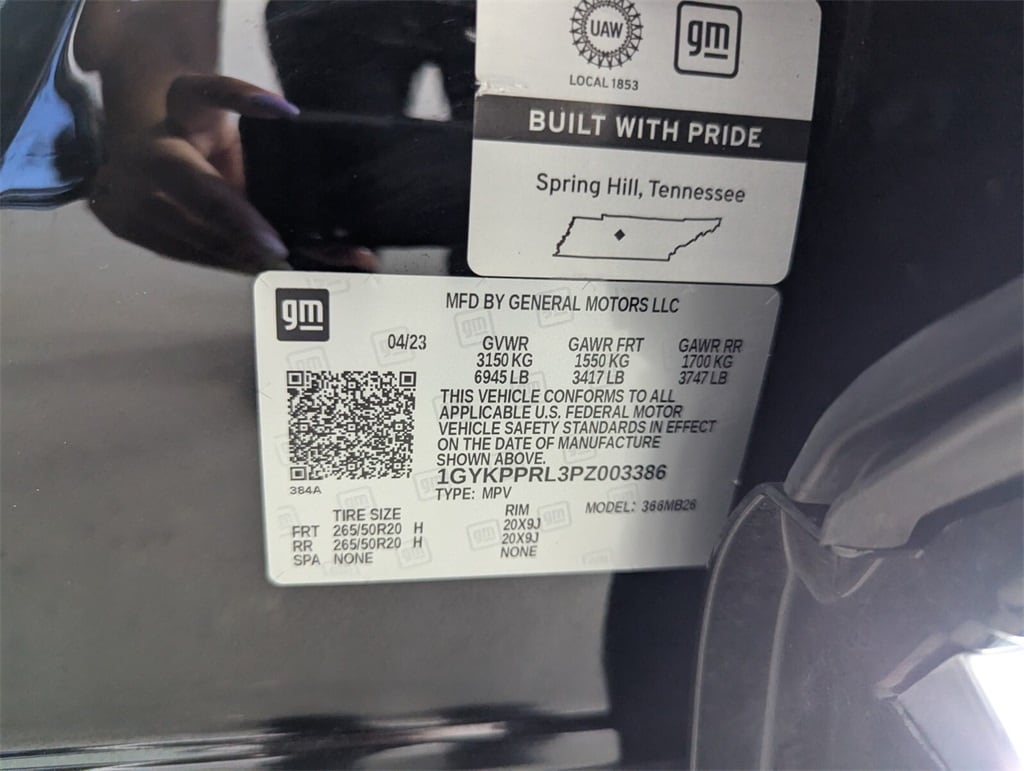 UAW
gm
LOCAL 1853
BUILT WITH PRIDE
Spring Hill, Tennessee
gm
MFD BY GENERAL MOTORS LLC
04/23 GVWR GAWR FRT GAWR RR
3150 KG 1550 KG 1700 KG
6945 LB 3417 LB 3747 LB
THIS VEHICLE CONFORMS TO ALL
APPLICABLE U.S. FEDERAL MOTOR
VEHICLE SAFETY STANDARDS IN EFFECT
ON THE DATE OF MANUFACTURE
SHOWN ABOVE.
1GYKPPRL3PZ003386
384A
TYPE: MPV MODEL: 366MB26
TIRE SIZE RIM
FRT 265/50R20 H 20X9J
RR 265/50R20 H 20X9J
SPA NONE NONE